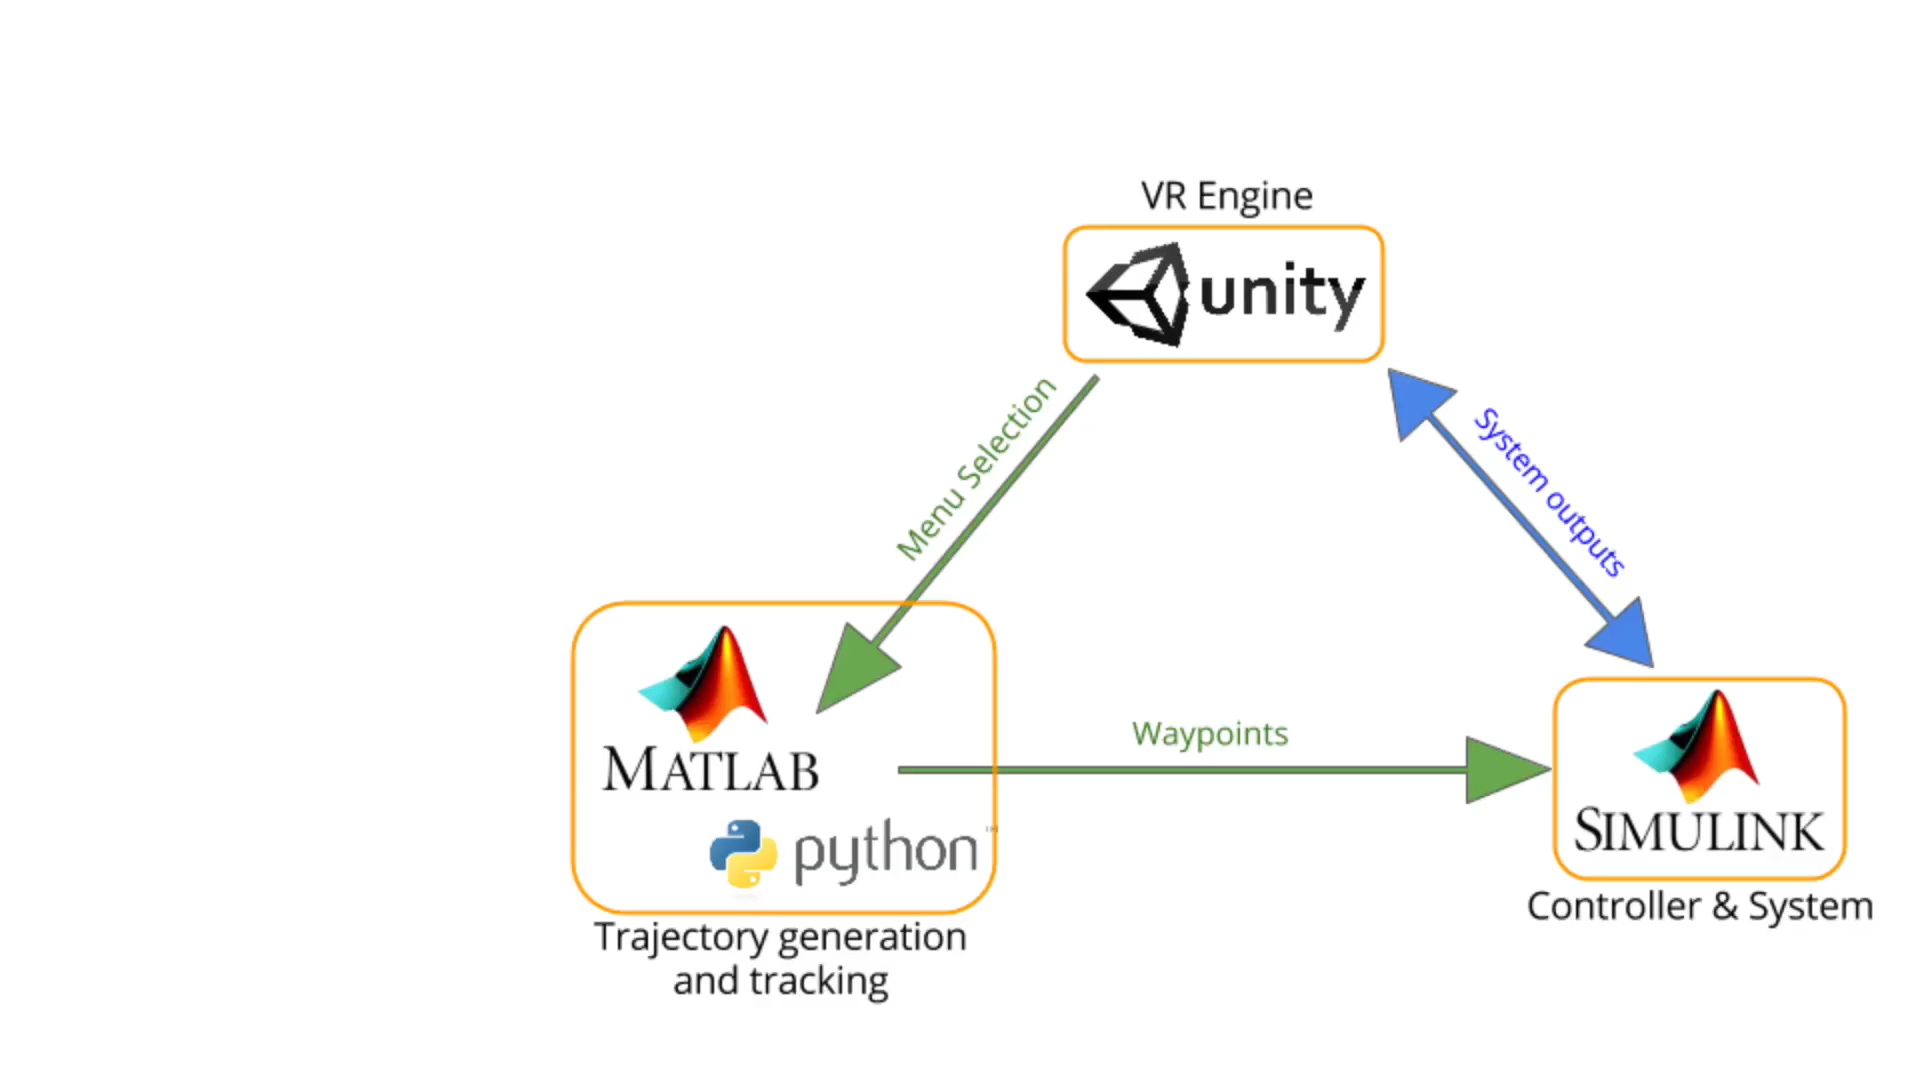 VR Engine
unity
Menu Selection
System outputs
MATLAB
python
Waypoints
SIMULINK
Trajectory generation
and tracking
Controller & System